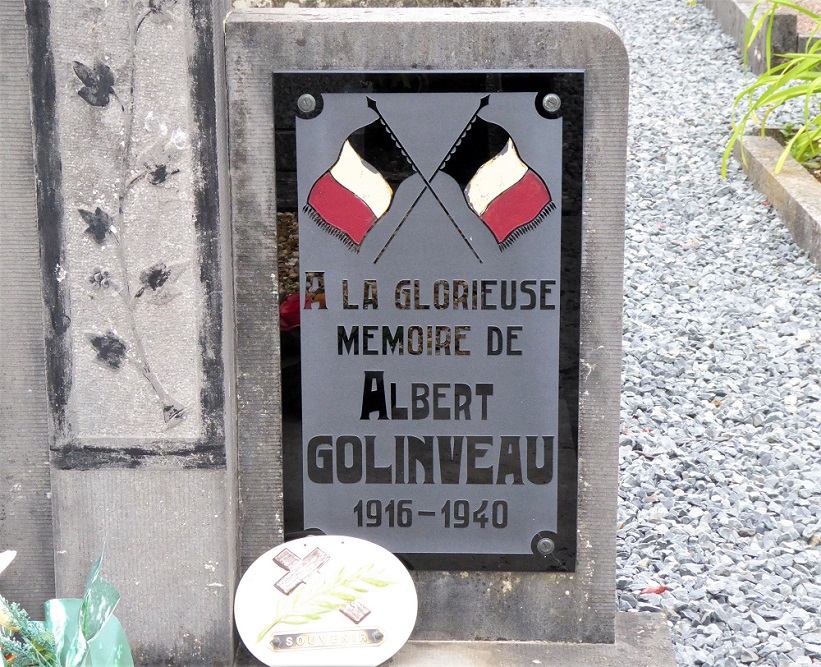 A LA GLORIEUSE
MEMOIRE DE
ALBERT
GOLINVEAU
1916-1940
SOUVENIR